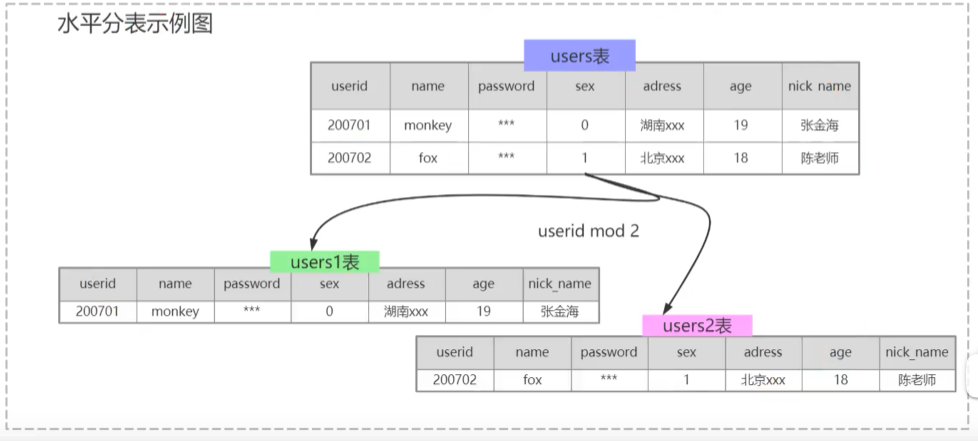 水平分表示例图
users表
userid name password sex adress age nick name
200701 monkey *** 0 湖南xxx 19 张金海
200702 fox *** 1 北京xxx 18 陈老师
userid mod 2
users1表
userid name password sex adress age nick_name
200701 monkey *** 0 湖南xxx 19 张金海
users2表
userid name password sex adress age nick_name
200702 fox *** 1 北京xxx 18 陈老师